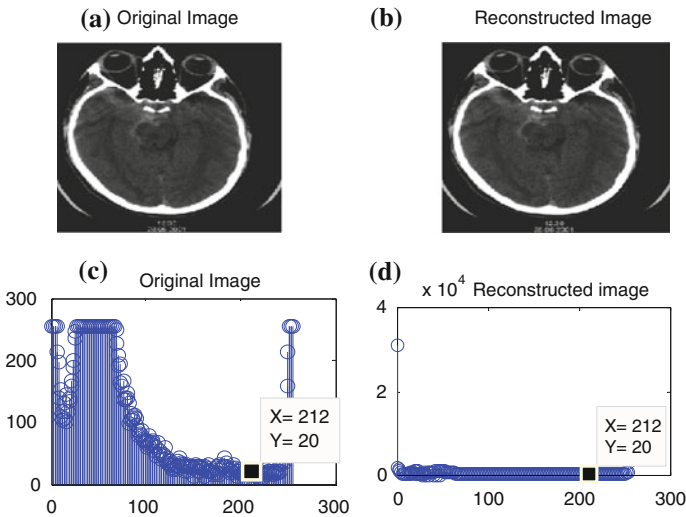 (a) Original Image
(b) Reconstructed Image
(c) Original Image
300
200
100
0
0 100 200 300
X= 212
Y= 20
(d)
x 10^4 Reconstructed image
4
2
0
0 100 200 300
X= 212
Y= 20